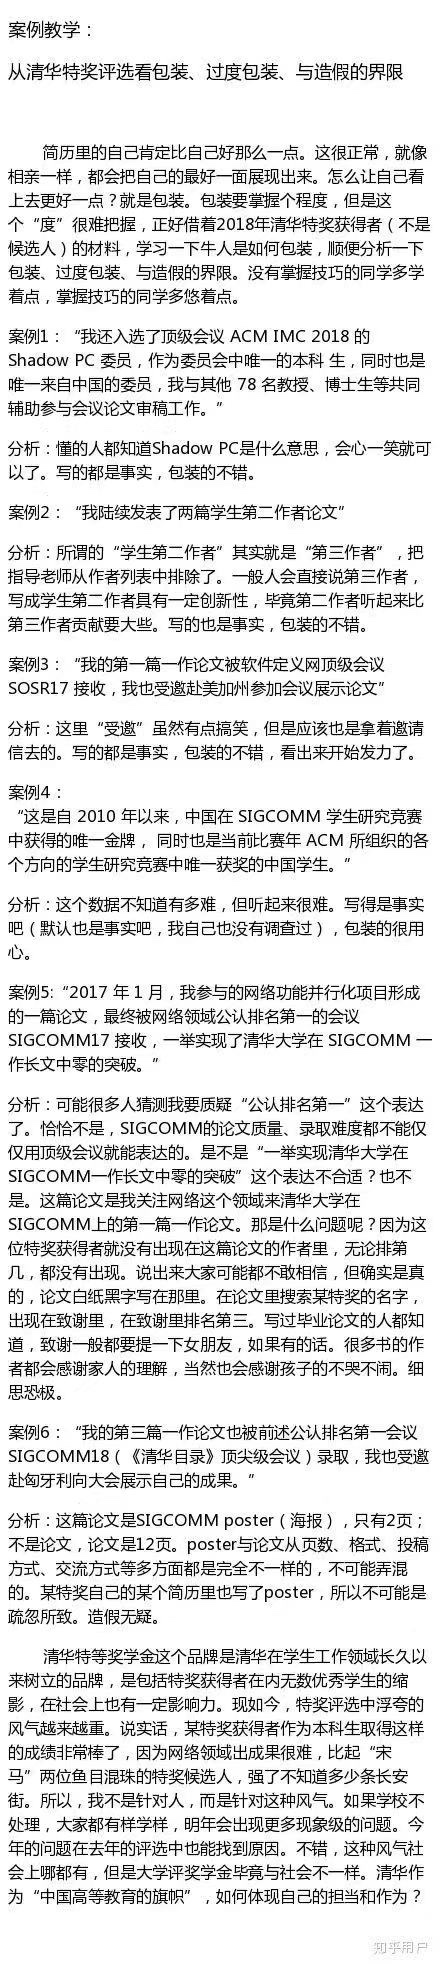 案例教学：
从清华特奖评选看包装、过度包装、与造假的界限
简历里的自己肯定比自己好那么一点。这很正常，就像
相亲一样，都会把自己的最好一面展现出来。怎么让自己看
上去更好一点？就是包装。包装要掌握个程度，但是这
个“度”很难把握，正好借着2018年清华特奖获得者（不是
候选人）的材料，学习一下牛人是如何包装，顺便分析一下
包装、过度包装、与造假的界限。没有掌握技巧的同学多学
着点，掌握技巧的同学多悠着点。
案例1：“我还入选了顶级会议 ACM IMC 2018 的
Shadow PC 委员，作为委员会中唯一的本科 生，同时也是
唯一来自中国的委员，我与其他 78 名教授、博士生等共同
辅助参与会议论文审稿工作。”
分析：懂的人都知道Shadow PC是什么意思，会心一笑就可
以了。写的都是事实，包装的不错。
案例2：“我陆续发表了两篇学生第二作者论文”
分析：所谓的“学生第二作者”其实就是“第三作者”，把
指导老师从作者列表中排除了。一般人会直接说第三作者，
写成学生第二作者具有一定创新性，毕竟第二作者听起来比
第三作者贡献要大些。写的也是事实，包装的不错。
案例3：“我的第一篇一作论文被软件定义网顶级会议
SOSR17 接收，我也受邀赴美加州参加会议展示论文”
分析：这里“受邀”虽然有点搞笑，但是应该也是拿着邀请
信去的。写的都是事实，包装的不错，看出来开始发力了。
案例4：
“这是自 2010 年以来，中国在 SIGCOMM 学生研究竞赛
中获得的唯一金牌， 同时也是当前比赛年 ACM 所组织的各
个方向的学生研究竞赛中唯一获奖的中国学生。”
分析：这个数据不知道有多难，但听起来很难。写得是事实
吧（默认也是事实吧，我自己也没有调查过），包装的很用
心。
案例5:“2017 年 1 月，我参与的网络功能并行化项目形成
的一篇论文，最终被网络领域公认排名第一的会议
SIGCOMM17 接收，一举实现了清华大学在 SIGCOMM 一
作长文中零的突破。”
分析：可能很多人猜测我要质疑“公认排名第一”这个表达
了。恰恰不是，SIGCOMM的论文质量、录取难度都不能仅
仅用顶级会议就能表达的。是不是“一举实现清华大学在
SIGCOMM一作长文中零的突破”这个表达不合适？也不
是。这篇论文是我关注网络这个领域来清华大学在
SIGCOMM上的第一篇一作论文。那是什么问题呢？因为这
位特奖获得者就没有出现在这篇论文的作者里，无论排第
几，都没有出现。说出来大家可能都不敢相信，但确实是真
的，论文白纸黑字写在那里。在论文里搜索某特奖的名字，
出现在致谢里，在致谢里排名第三。写过毕业论文的人都知
道，致谢一般都要提一下女朋友，如果有的话。很多书的作
者都会感谢家人的理解，当然也会感谢孩子的不哭不闹。细
思恐极。
案例6：“我的第三篇一作论文也被前述公认排名第一会议
SIGCOMM18（《清华目录》顶尖级会议）录取，我也受邀
赴匈牙利向大会展示自己的成果。”
分析：这篇论文是SIGCOMM poster（海报），只有2页；
不是论文，论文是12页。poster与论文从页数、格式、投稿
方式、交流方式等多方面都是完全不一样的，不可能弄混
的。某特奖自己的某个简历里也写了poster，所以不可能是
疏忽所致。造假无疑。
清华特等奖学金这个品牌是清华在学生工作领域长久以
来树立的品牌，是包括特奖获得者在内无数优秀学生的缩
影，在社会上也有一定影响力。现如今，特奖评选中浮夸的
风气越来越重。说实话，某特奖获得者作为本科生取得这样
的成绩非常棒了，因为网络领域出成果很难，比起“宋
马”两位鱼目混珠的特奖候选人，强了不知道多少条长安
街。所以，我不是针对人，而是针对这种风气。如果学校不
处理，大家都有样学样，明年会出现更多现象级的问题。今
年的问题在去年的评选中也能找到原因。不错，这种风气社
会上哪都有，但是大学评奖学金毕竟与社会不一样。清华作
为“中国高等教育的旗帜”，如何体现自己的担当和作为？
知乎用户